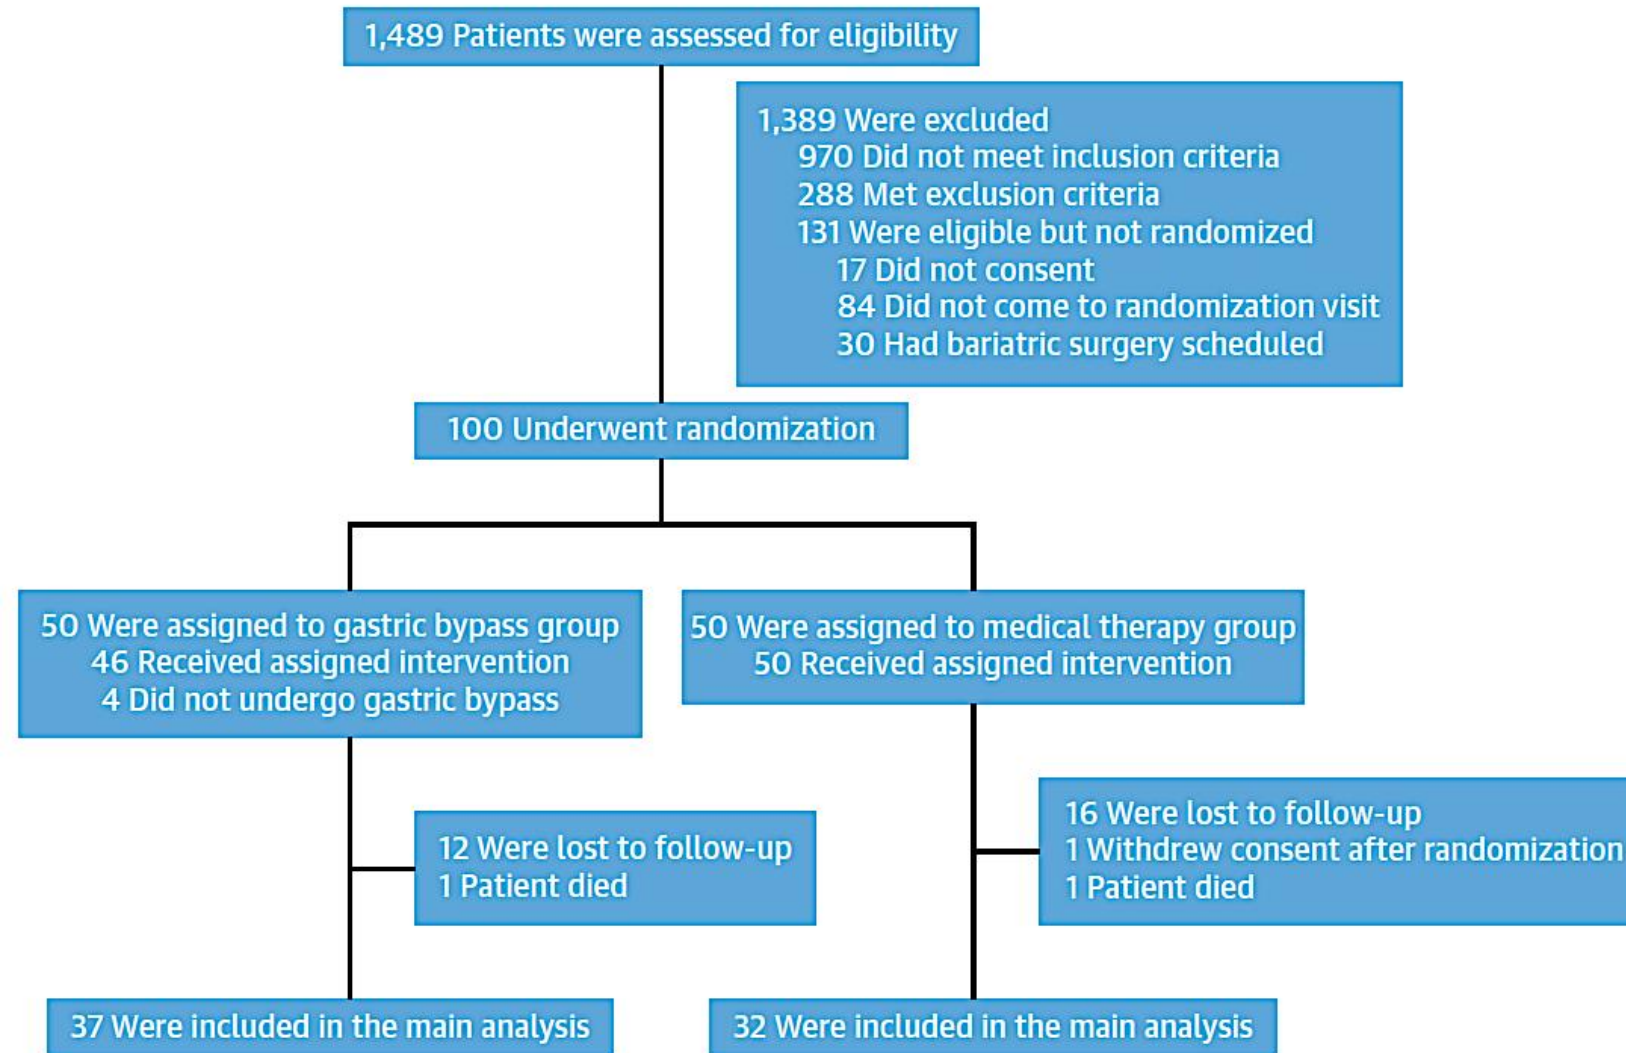 1,489 Patients were assessed for eligibility
1,389 Were excluded
970 Did not meet inclusion criteria
288 Met exclusion criteria
131 Were eligible but not randomized
17 Did not consent
84 Did not come to randomization visit
30 Had bariatric surgery scheduled
100 Underwent randomization
50 Were assigned to gastric bypass group
46 Received assigned intervention
4 Did not undergo gastric bypass
50 Were assigned to medical therapy group
50 Received assigned intervention
12 Were lost to follow-up
1 Patient died
16 Were lost to follow-up
1 Withdrew consent after randomization
1 Patient died
37 Were included in the main analysis
32 Were included in the main analysis